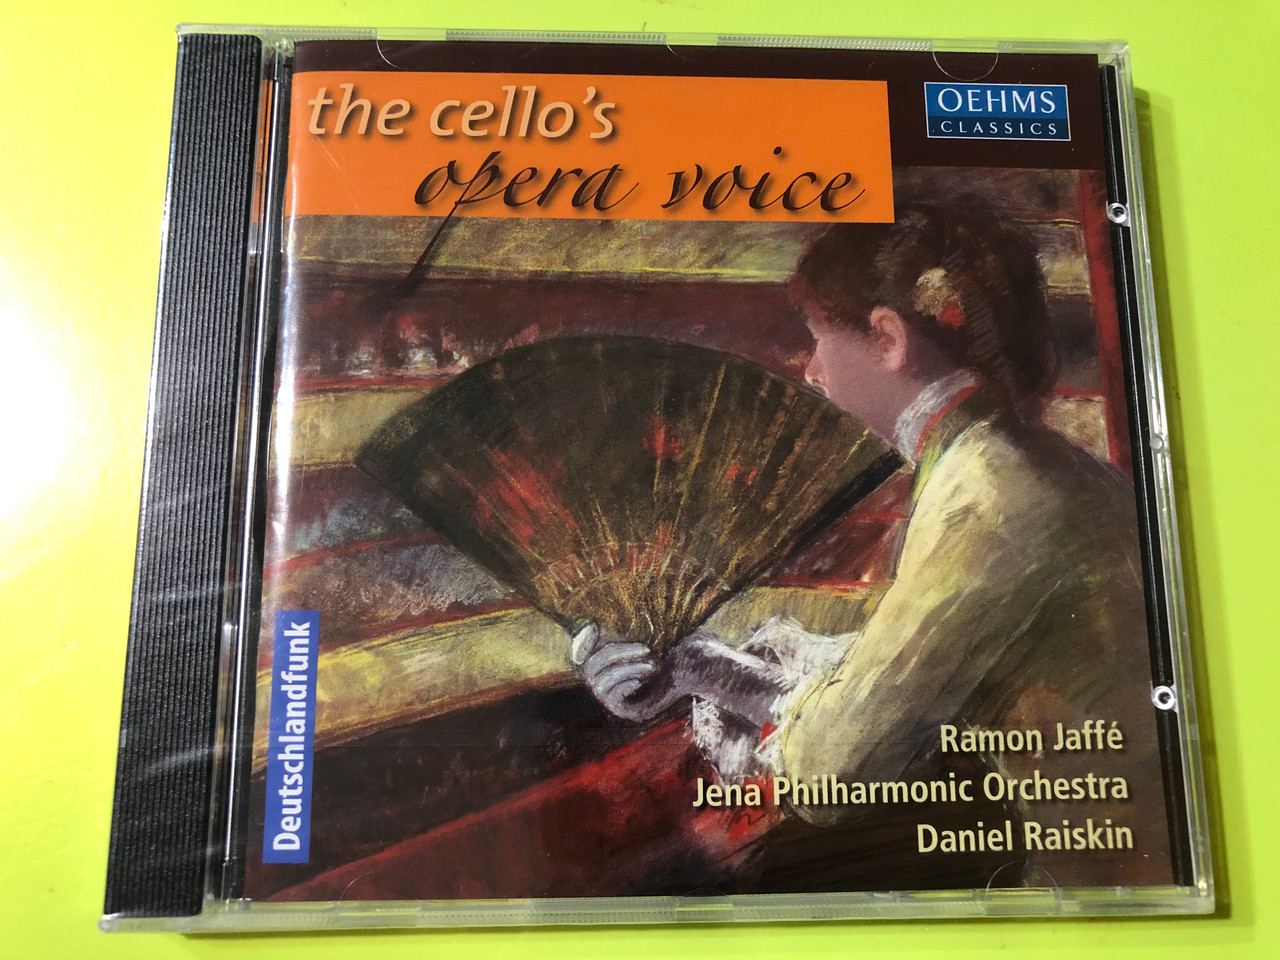 the cello's
opera voice
OEHMS
CLASSICS
Deutschlandfunk
Ramon Jaffé
Jena Philharmonic Orchestra
Daniel Raiskin